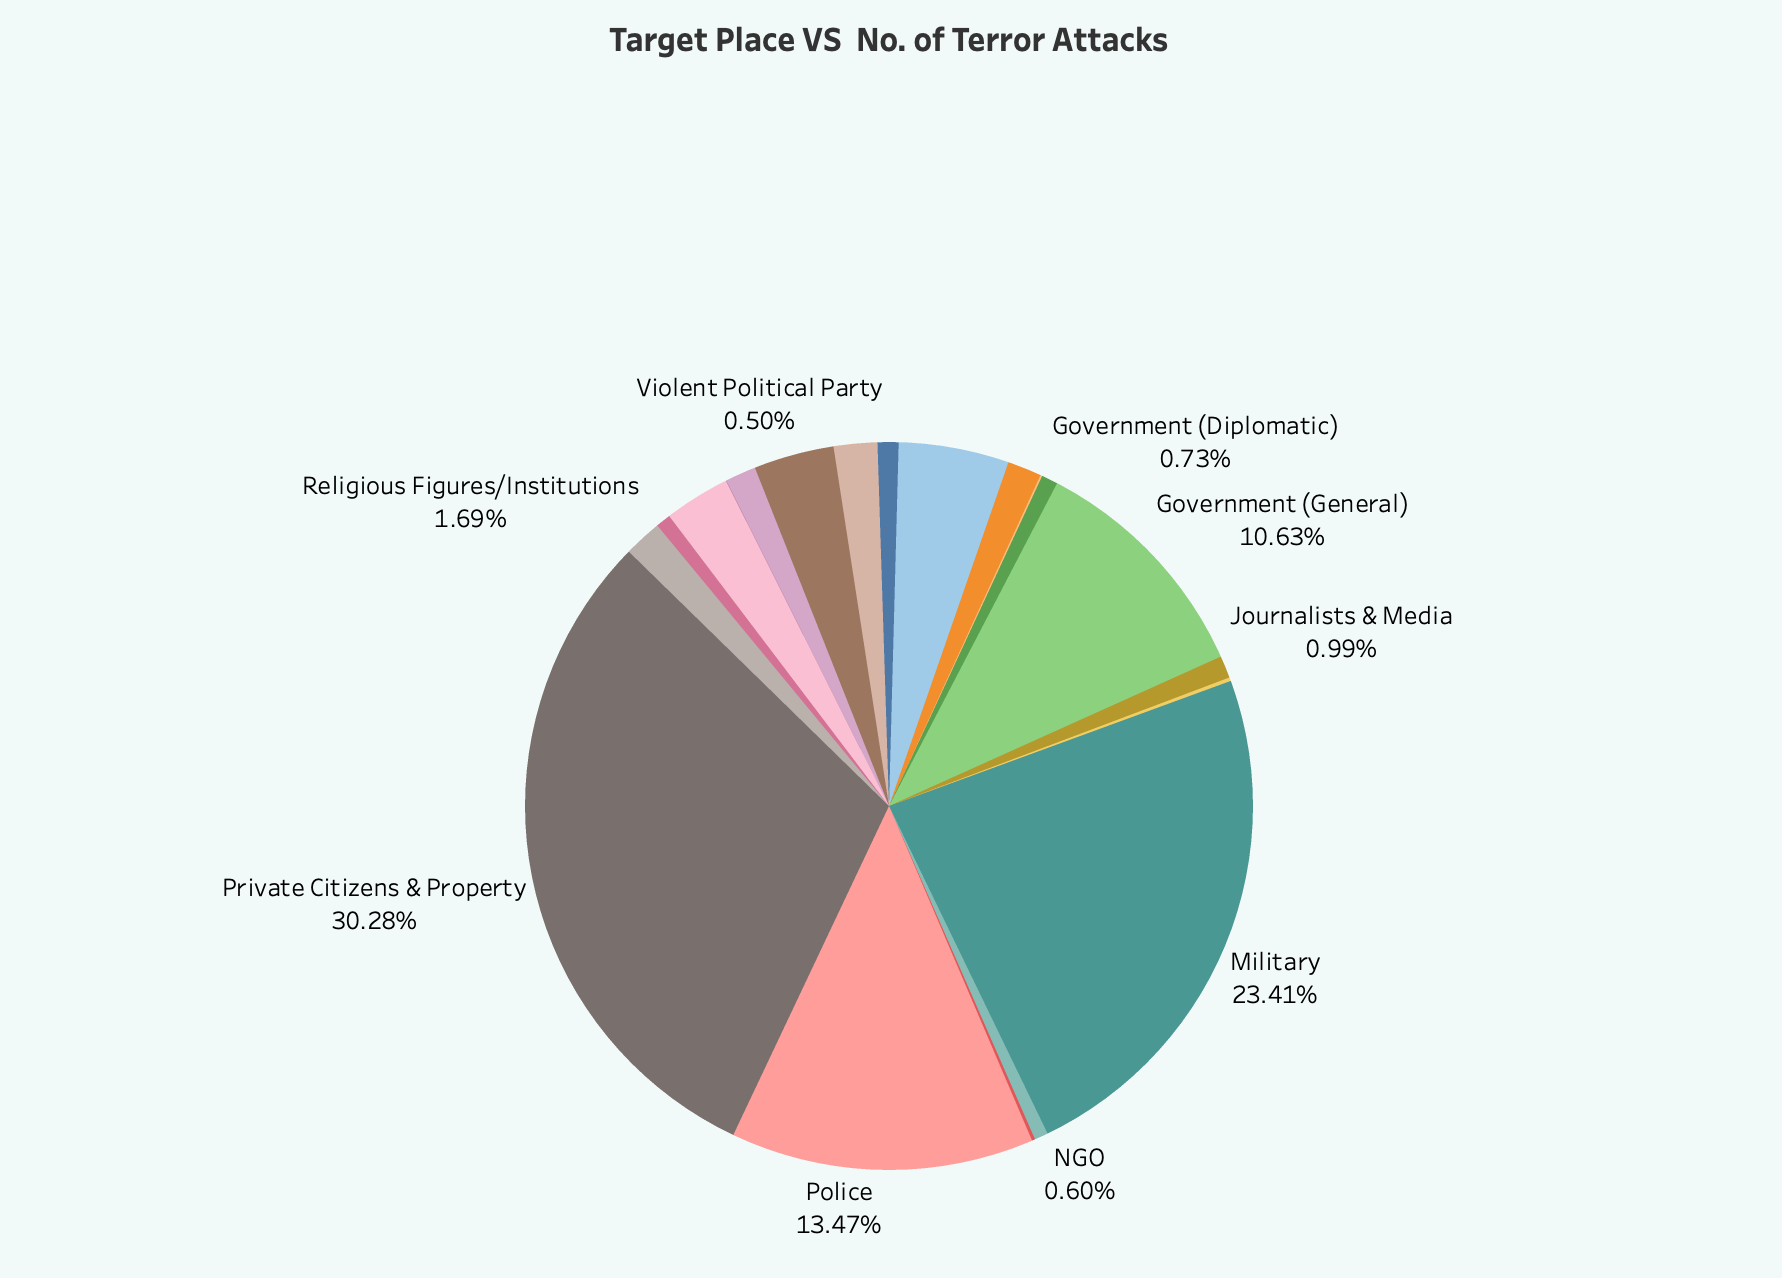 Target Place VS  No. of Terror Attacks
Violent Political Party
0.50%
Government (Diplomatic)
0.73%
Religious Figures/Institutions
1.69%
Government (General)
10.63%
Journalists & Media
0.99%
Private Citizens & Property
30.28%
Military
23.41%
NGO
0.60%
Police
13.47%